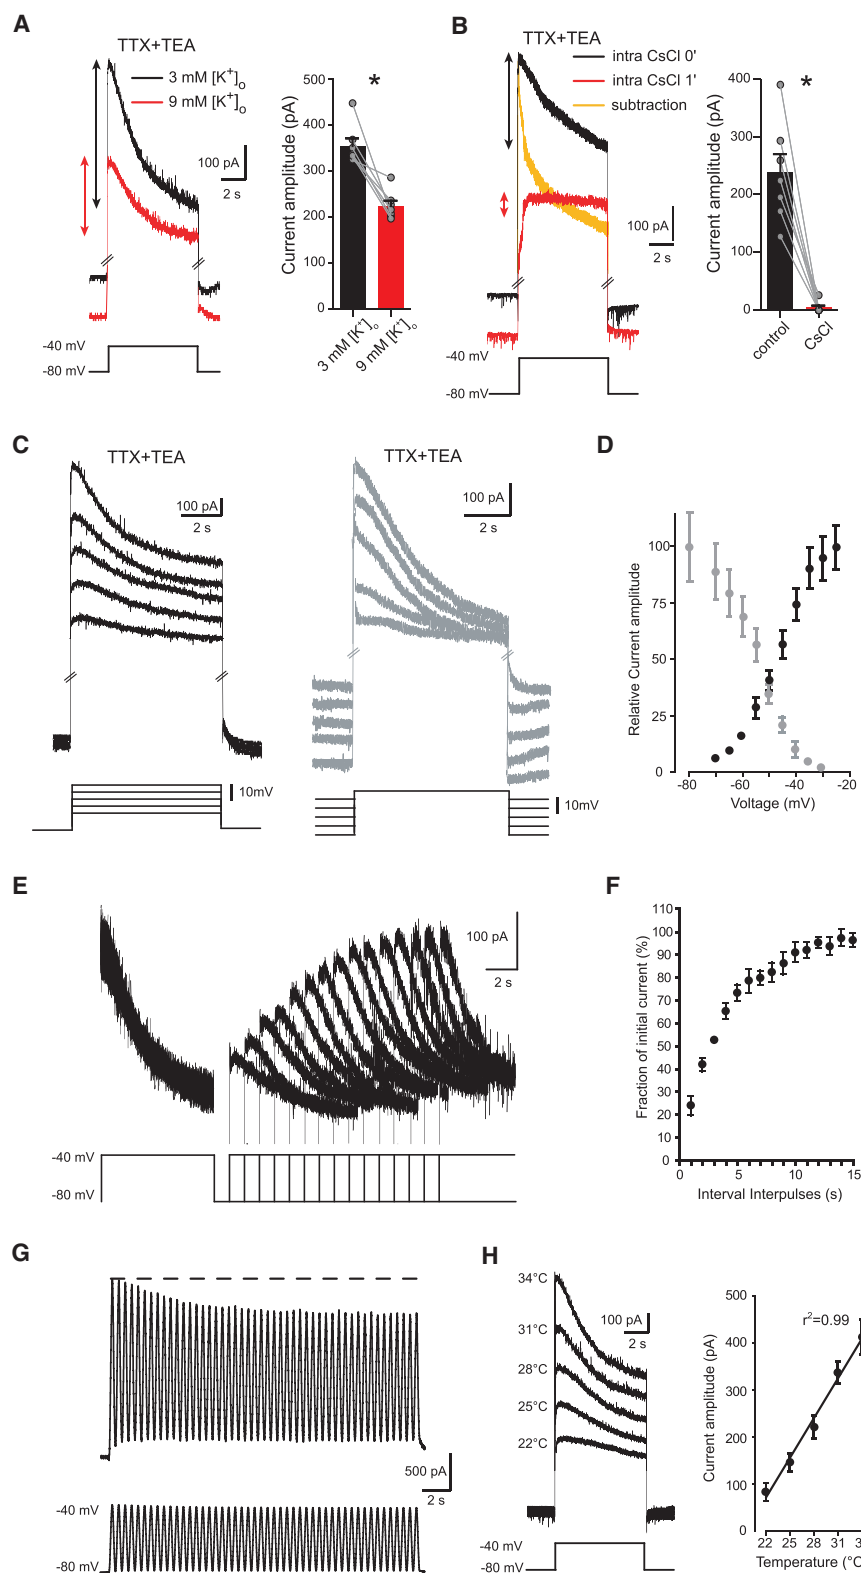 A
TTX+TEA
3 mM [K+]o
9 mM [K+]o
100 pA
2 s
-40 mV
-80 mV
Current amplitude (pA)
500
400
300
200
100
0
*
3 mM [K+]o
9 mM [K+]o
B
TTX+TEA
intra CsCl 0'
intra CsCl 1'
subtraction
100 pA
2 s
-40 mV
-80 mV
Current amplitude (pA)
400
300
200
100
0
*
control
CsCl
C
TTX+TEA
100 pA
2 s
10mV
TTX+TEA
100 pA
2 s
10mV
D
Relative Current amplitude
100
75
50
25
0
-80
-60
-40
-20
Voltage (mV)
E
100 pA
2 s
-40 mV
-80 mV
F
Fraction of initial current (%)
110
100
90
80
70
60
50
40
30
20
10
0
0
5
10
15
Interval Interpulses (s)
G
500 pA
2 s
-40 mV
-80 mV
H
34°C
31°C
28°C
25°C
22°C
100 pA
2 s
-40 mV
-80 mV
Current amplitude (pA)
500
400
300
200
100
0
r2=0.99
22
25
28
31
Temperature (°C